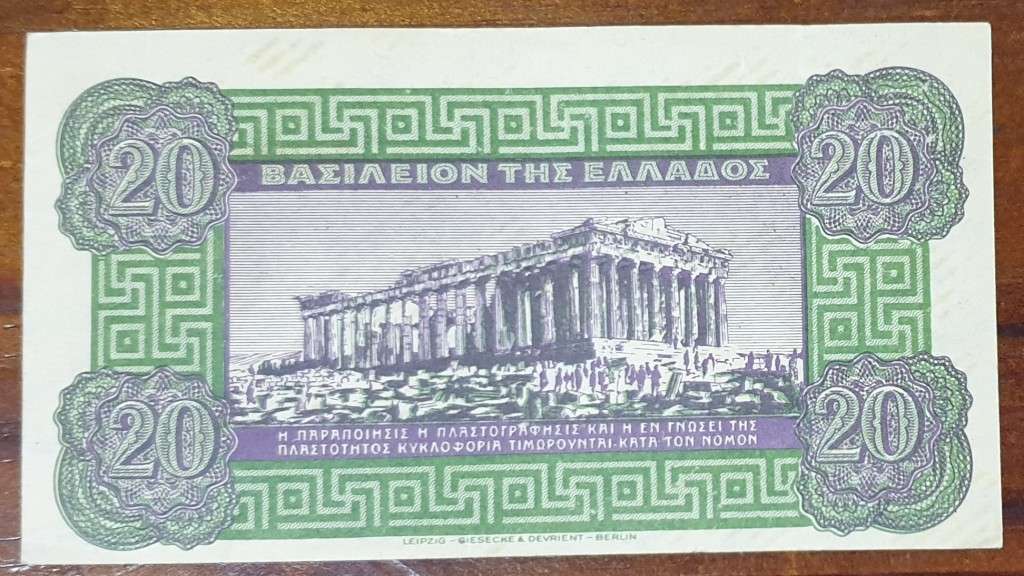 20 20
ΒΑΣΙΛΕΙΟΝ ΤΗΣ ΕΛΛΑΔΟΣ
20 20
Η ΠΑΡΑΠΟΙΗΣΙΣ Η ΠΛΑΣΤΟΓΡΑΦΗΣΙΣ ΚΑΙ Η ΕΝ ΓΝΩΣΕΙ ΤΗΣ
ΠΛΑΣΤΟΤΗΤΟΣ ΚΥΚΛΟΦΟΡΙΑ ΤΙΜΩΡΟΥΝΤΑΙ·ΚΑΤΑ ΤΟΝ ΝΟΜΟΝ
LEIPZIG - GIESECKE & DEVRIENT - BERLIN